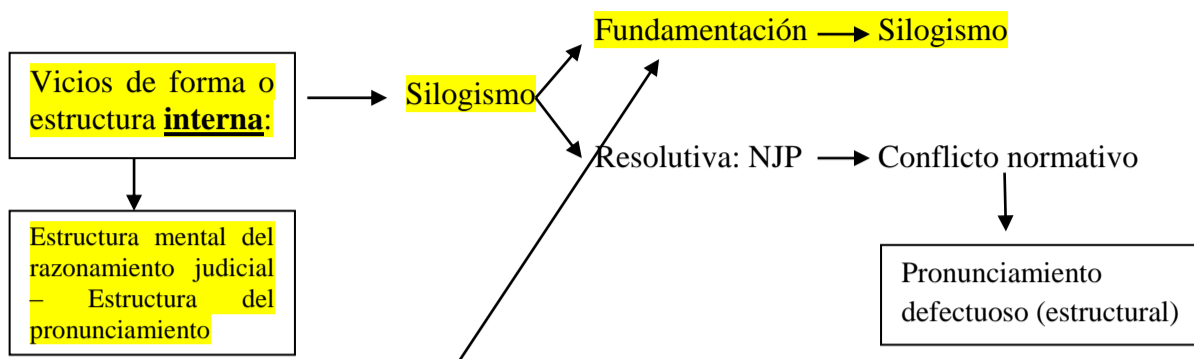 Fundamentación
Silogismo
Vicios de forma o
estructura interna:
Silogismo
Resolutiva: NJP
Conflicto normativo
Estructura mental del
razonamiento judicial
– Estructura del
pronunciamiento
Pronunciamiento
defectuoso (estructural)